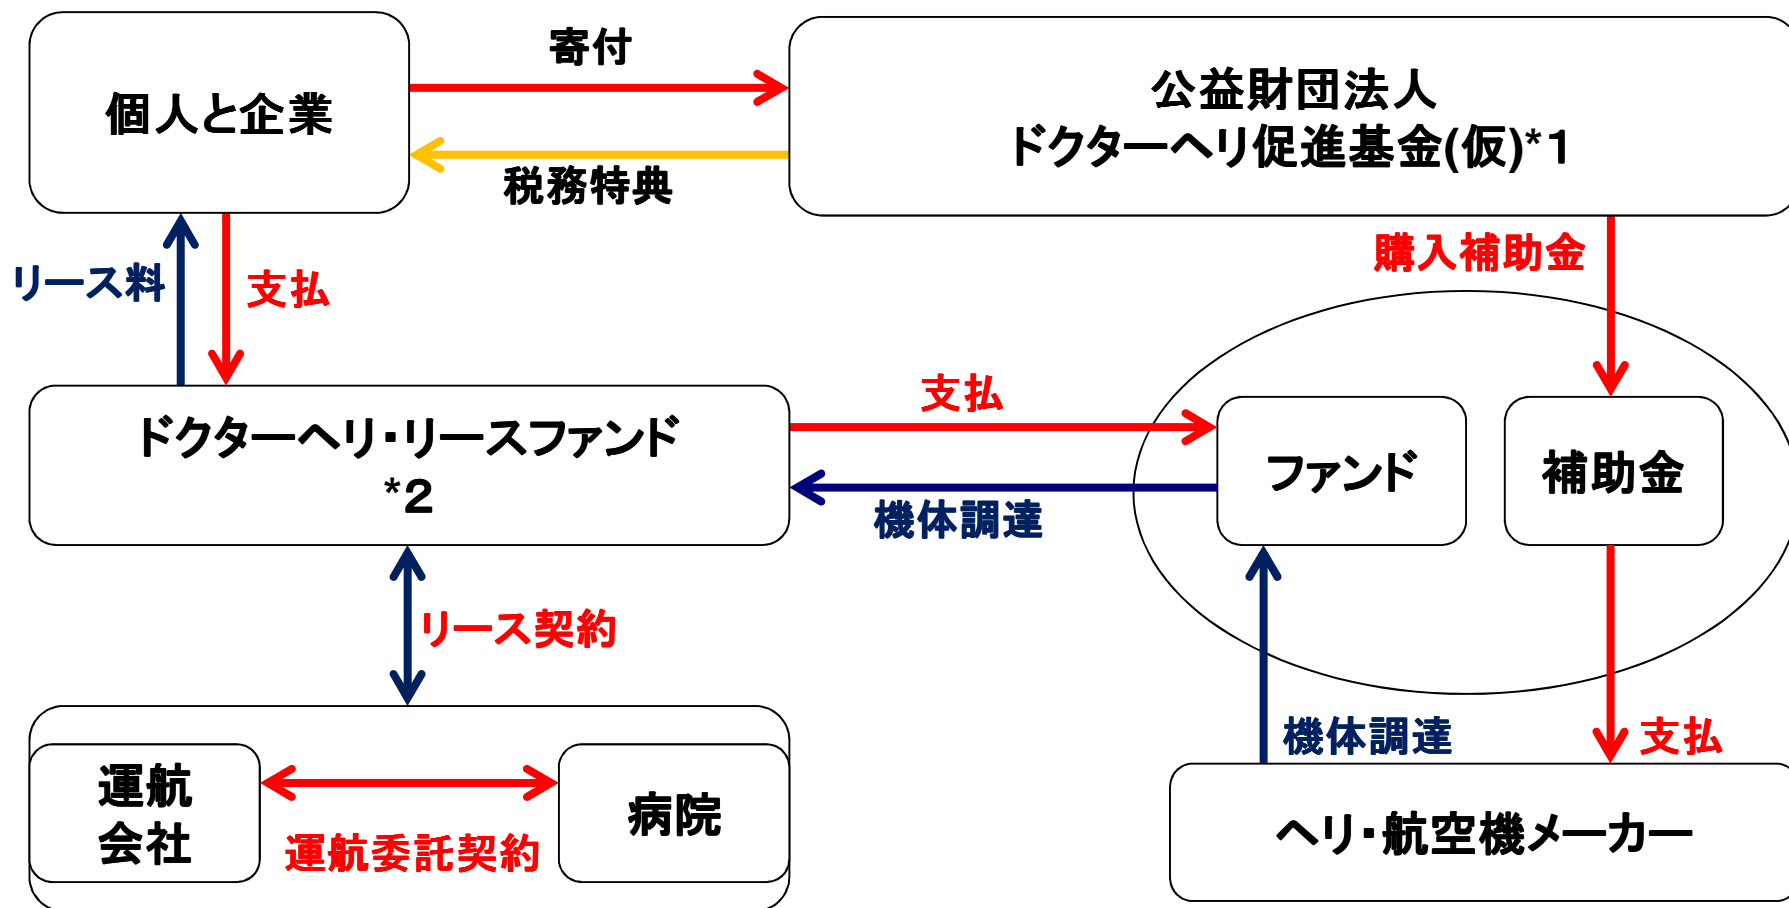 寄付
個人と企業
公益財団法人
ドクターヘリ促進基金(仮)*1
税務特典
購入補助金
リース料
支払
支払
ドクターヘリ・リースファンド
*2
ファンド
補助金
機体調達
リース契約
機体調達
支払
運航
会社
病院
運航委託契約
ヘリ・航空機メーカー